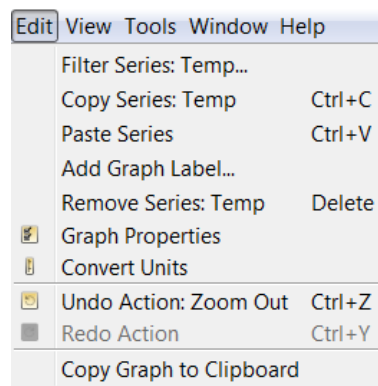 Edit View Tools Window Help
Filter Series: Temp...
Copy Series: Temp Ctrl+C
Paste Series Ctrl+V
Add Graph Label...
Remove Series: Temp Delete
Graph Properties
Convert Units
Undo Action: Zoom Out Ctrl+Z
Redo Action Ctrl+Y
Copy Graph to Clipboard